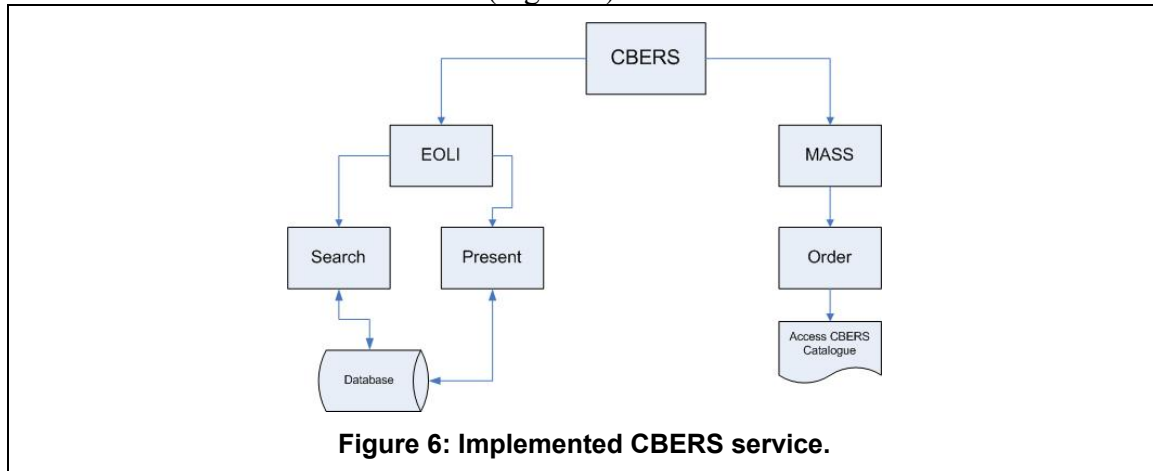 CBERS
EOLI
MASS
Search
Present
Order
Access CBERS
Catalogue
Database
Figure 6: Implemented CBERS service.